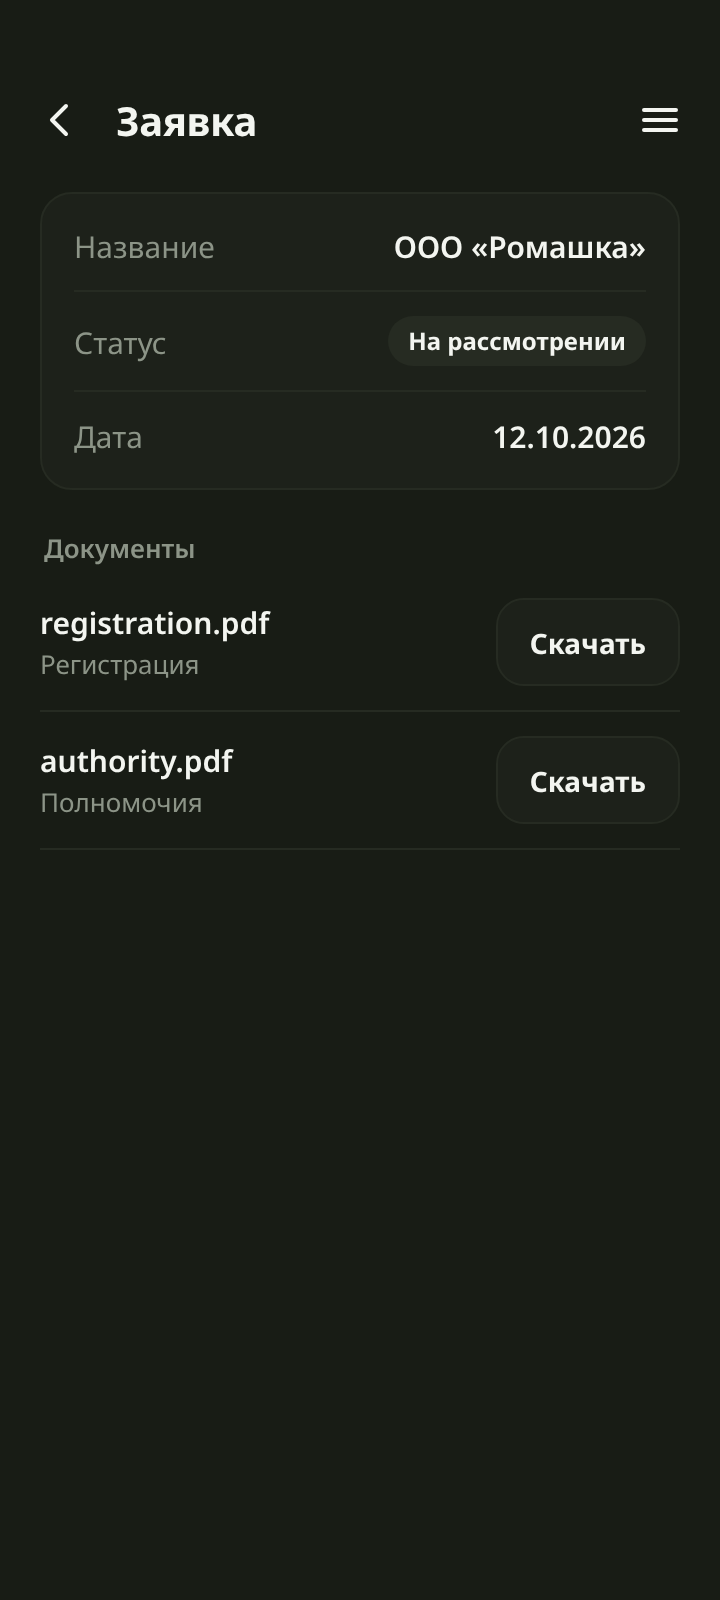 Заявка
Название ООО «Ромашка»
Статус На рассмотрении
Дата 12.10.2026
Документы
registration.pdf
Регистрация
Скачать
authority.pdf
Полномочия
Скачать